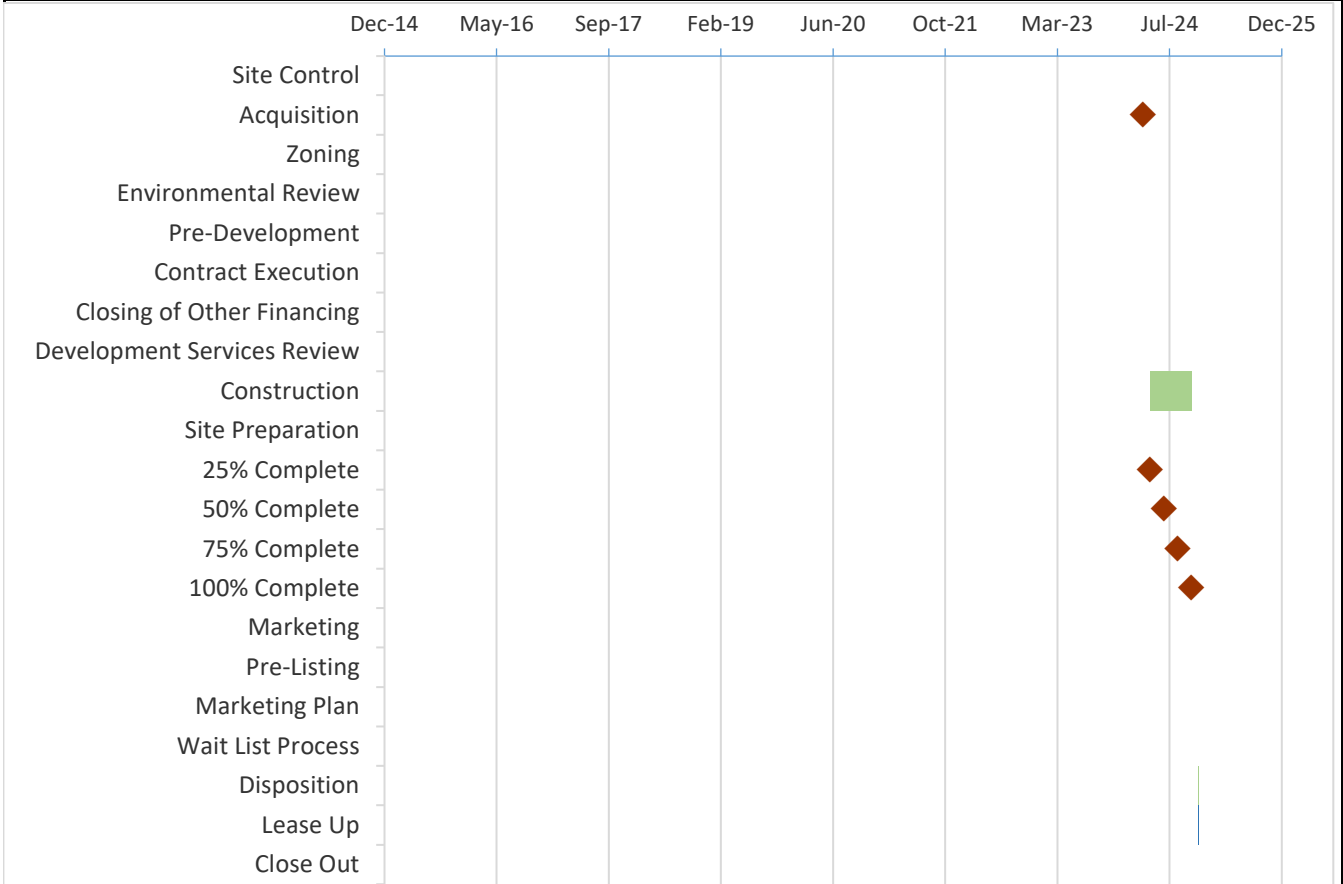 Dec-14 May-16 Sep-17 Feb-19 Jun-20 Oct-21 Mar-23 Jul-24 Dec-25
Site Control
Acquisition
Zoning
Environmental Review
Pre-Development
Contract Execution
Closing of Other Financing
Development Services Review
Construction
Site Preparation
25% Complete
50% Complete
75% Complete
100% Complete
Marketing
Pre-Listing
Marketing Plan
Wait List Process
Disposition
Lease Up
Close Out